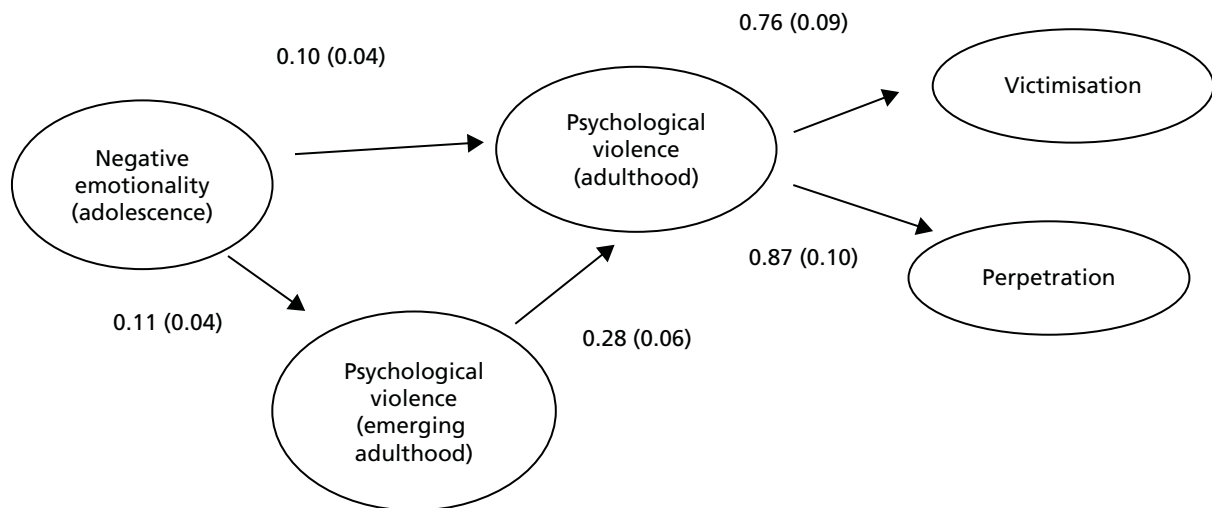 0.76 (0.09)
0.10 (0.04)
Victimisation
Psychological
violence
(adulthood)
Negative
emotionality
(adolescence)
0.87 (0.10)
Perpetration
0.11 (0.04)
0.28 (0.06)
Psychological
violence
(emerging
adulthood)